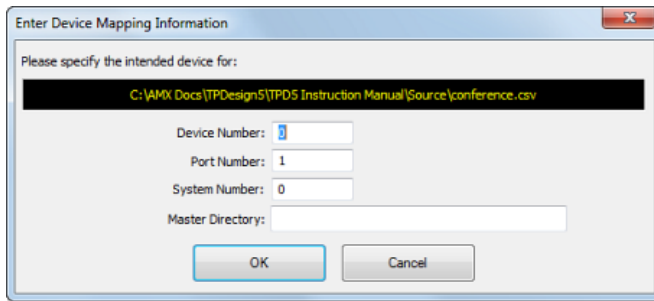 Enter Device Mapping Information
Please specify the intended device for:
C:\AMX Docs\TPDesign5\TPD5 Instruction Manual\Source\conference.csv
Device Number: 0
Port Number: 1
System Number: 0
Master Directory:
OK Cancel